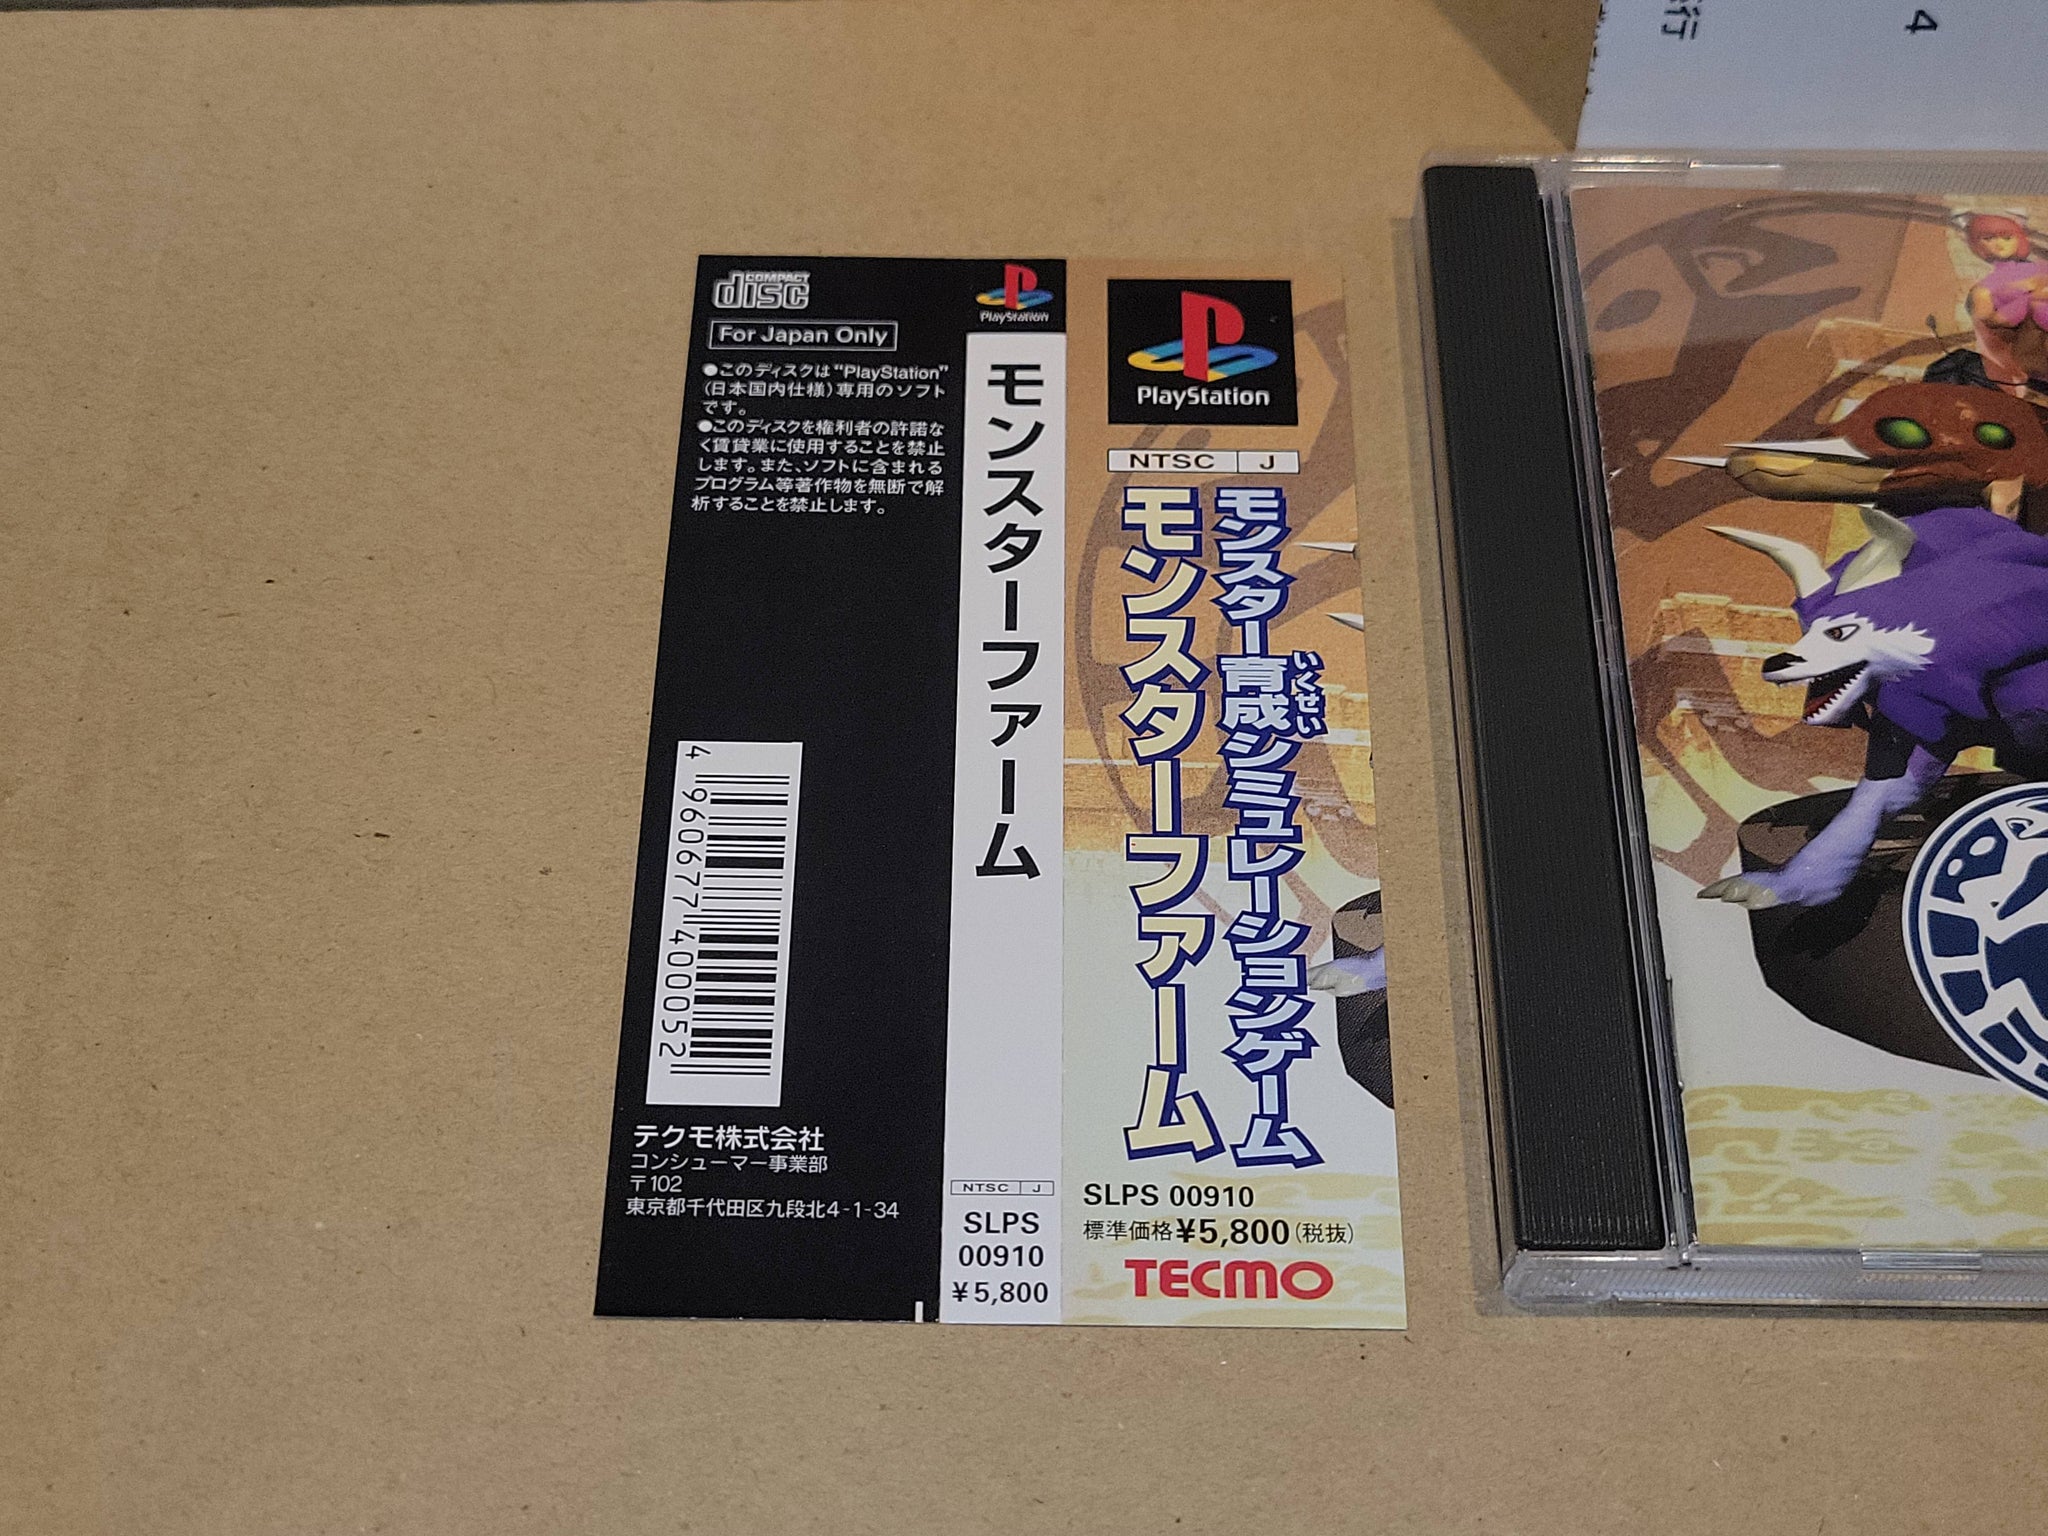 COMPACT
disc
For Japan Only
●このディスクは"PlayStation"
(日本国内仕様)専用のソフト
です。
●このディスクを権利者の許諾な
く賃貸業に使用することを禁止
します。また、ソフトに含まれる
プログラム等著作物を無断で解
析することを禁止します。
4 960677 400052
テクモ株式会社
コンシューマー事業部
〒102
東京都千代田区九段北4-1-34
PlayStation
モンスターファーム
NTSC J
SLPS
00910
¥5,800
PlayStation
NTSC J
モンスター育成シミュレーションゲーム
いくせい
モンスターファーム
SLPS 00910
標準価格¥5,800(税抜)
TECMO
行
4